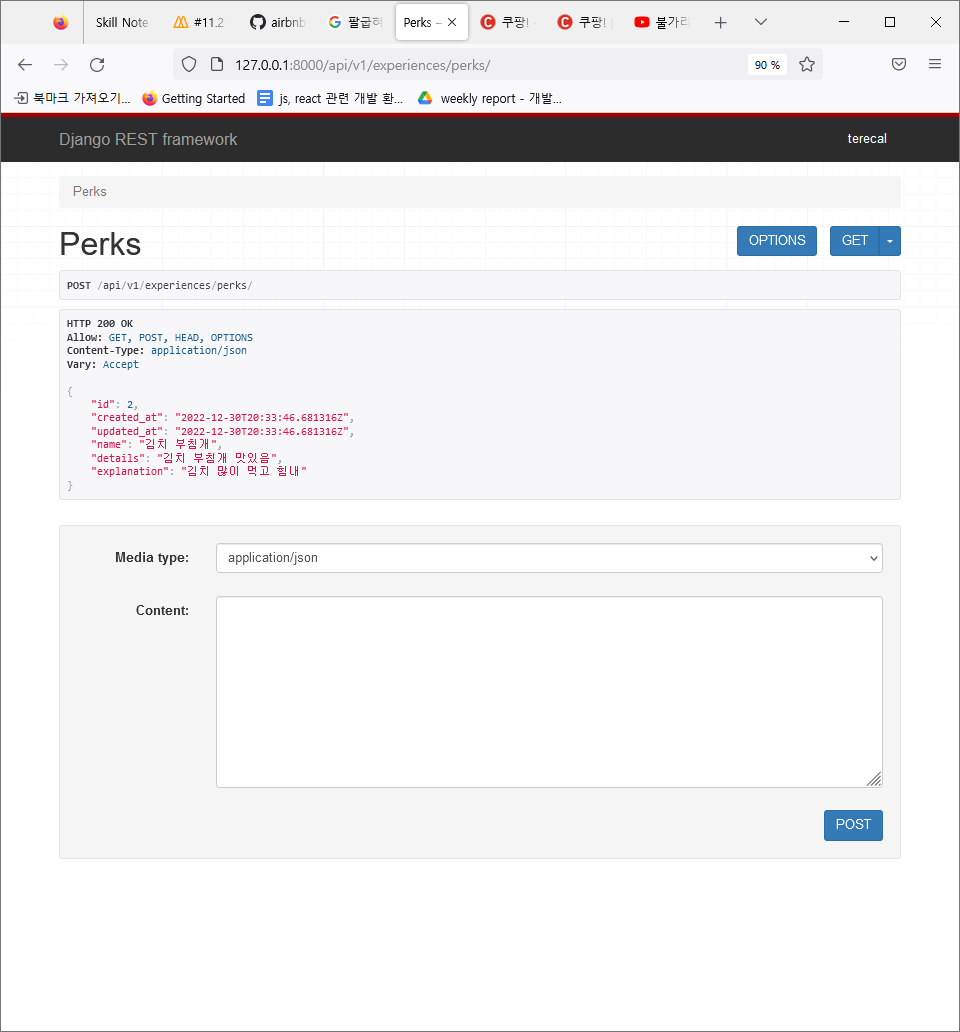 Skill Note
#11.2
airbnb
팔굽혀
Perks –
쿠팡!
쿠팡!
불가리
127.0.0.1:8000/api/v1/experiences/perks/
90 %
북마크 가져오기...
Getting Started
js, react 관련 개발 환...
weekly report - 개발...
Django REST framework
terecal
Perks
Perks
OPTIONS
GET
POST /api/v1/experiences/perks/
HTTP 200 OK
Allow: GET, POST, HEAD, OPTIONS
Content-Type: application/json
Vary: Accept
{
"id": 2,
"created_at": "2022-12-30T20:33:46.681316Z",
"updated_at": "2022-12-30T20:33:46.681316Z",
"name": "김치 부침개",
"details": "김치 부침개 맛있음",
"explanation": "김치 많이 먹고 힘내"
}
Media type:
application/json
Content:
POST